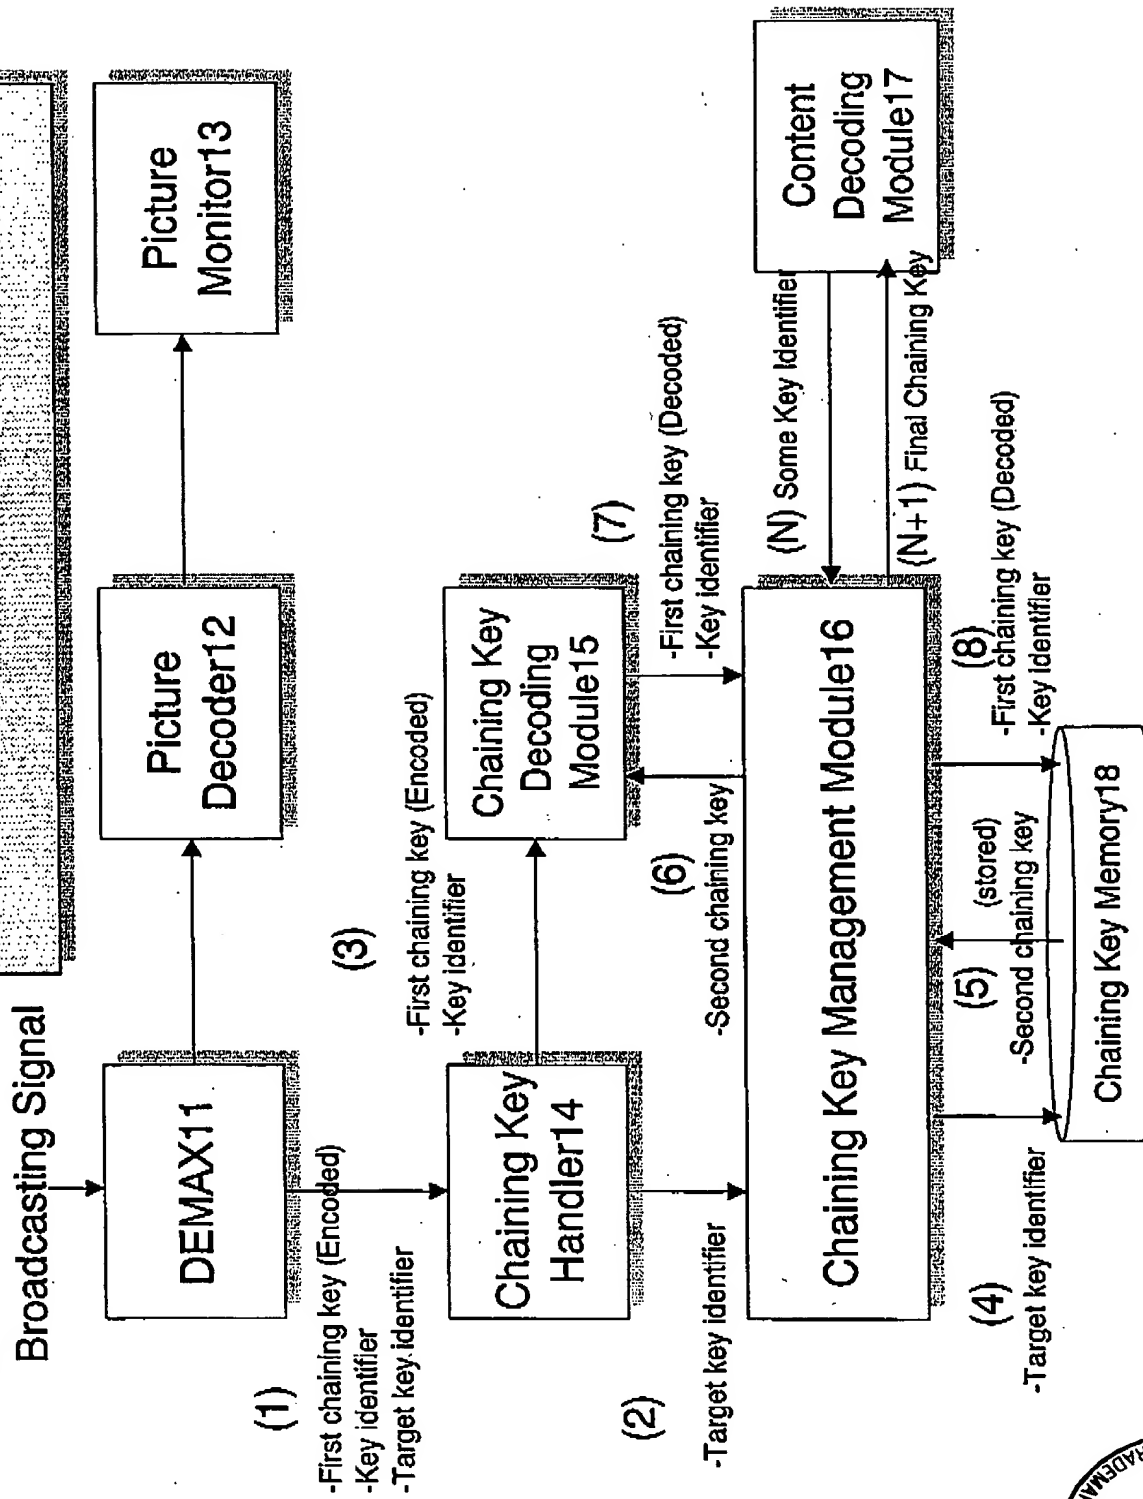 Broadcasting Signal
DEMAX11
Picture
Decoder12
Picture
Monitor13
(1)
-First chaining key (Encoded)
-Key identifier
-Target key identifier
Chaining Key
Handler14
(3)
-First chaining key (Encoded)
-Key identifier
Chaining Key
Decoding
Module15
(2)
-Target key identifier
(6)
-Second chaining key
(7)
-First chaining key (Decoded)
-Key identifier
Chaining Key Management Module16
(N) Some Key Identifier
(N+1) Final Chaining Key
Content
Decoding
Module17
(4)
-Target key identifier
(5)
-Second chaining key
(stored)
(8)
-First chaining key (Decoded)
-Key identifier
Chaining Key Memory18